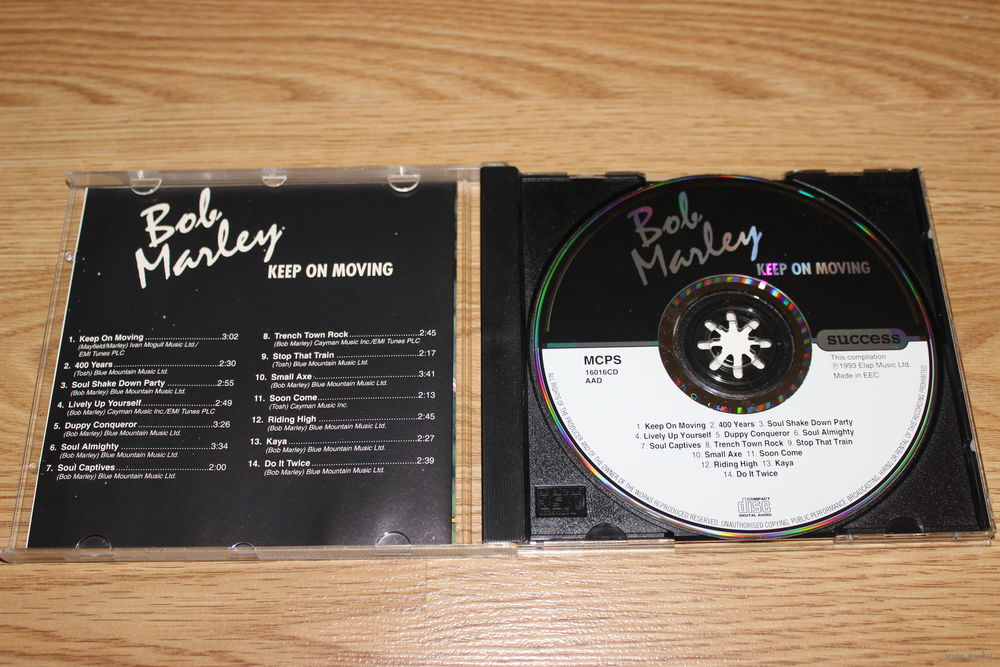 Bob
Marley
KEEP ON MOVING
1. Keep On Moving 3:02
(Mayfield/Marley) Ivan Mogull Music Ltd./
EMI Tunes PLC
2. 400 Years 2:30
(Tosh) Blue Mountain Music Ltd.
3. Soul Shake Down Party 2:55
(Bob Marley) Blue Mountain Music Ltd.
4. Lively Up Yourself 2:49
(Bob Marley) Cayman Music Inc./EMI Tunes PLC
5. Duppy Conqueror 3:26
(Bob Marley) Blue Mountain Music Ltd.
6. Soul Almighty 3:34
(Bob Marley) Blue Mountain Music Ltd.
7. Soul Captives 2:00
(Bob Marley) Blue Mountain Music Ltd.
8. Trench Town Rock 2:45
(Bob Marley) Cayman Music Inc./EMI Tunes PLC
9. Stop That Train 2:17
(Tosh) Blue Mountain Music Ltd.
10. Small Axe 3:41
(Bob Marley) Blue Mountain Music Ltd.
11. Soon Come 2:13
(Tosh) Cayman Music Inc.
12. Riding High 2:45
(Bob Marley) Blue Mountain Music Ltd.
13. Kaya 2:27
(Bob Marley) Blue Mountain Music Ltd.
14. Do It Twice 2:39
(Bob Marley) Blue Mountain Music Ltd.
Bob
Marley
KEEP ON MOVING
success
MCPS
16016CD
AAD
This compilation
℗1993 Elap Music Ltd.
Made in EEC
1. Keep On Moving 2. 400 Years 3. Soul Shake Down Party
4. Lively Up Yourself 5. Duppy Conqueror 6. Soul Almighty
7. Soul Captives 8. Trench Town Rock 9. Stop That Train
10. Small Axe 11. Soon Come
12. Riding High 13. Kaya
14. Do It Twice
COMPACT
disc
DIGITAL AUDIO
ALL RIGHTS OF THE PRODUCER AND OF THE OWNER OF THE WORKS REPRODUCED RESERVED. UNAUTHORISED COPYING, PUBLIC PERFORMANCE, BROADCASTING, HIRING OR RENTAL OF THIS RECORDING PROHIBITED